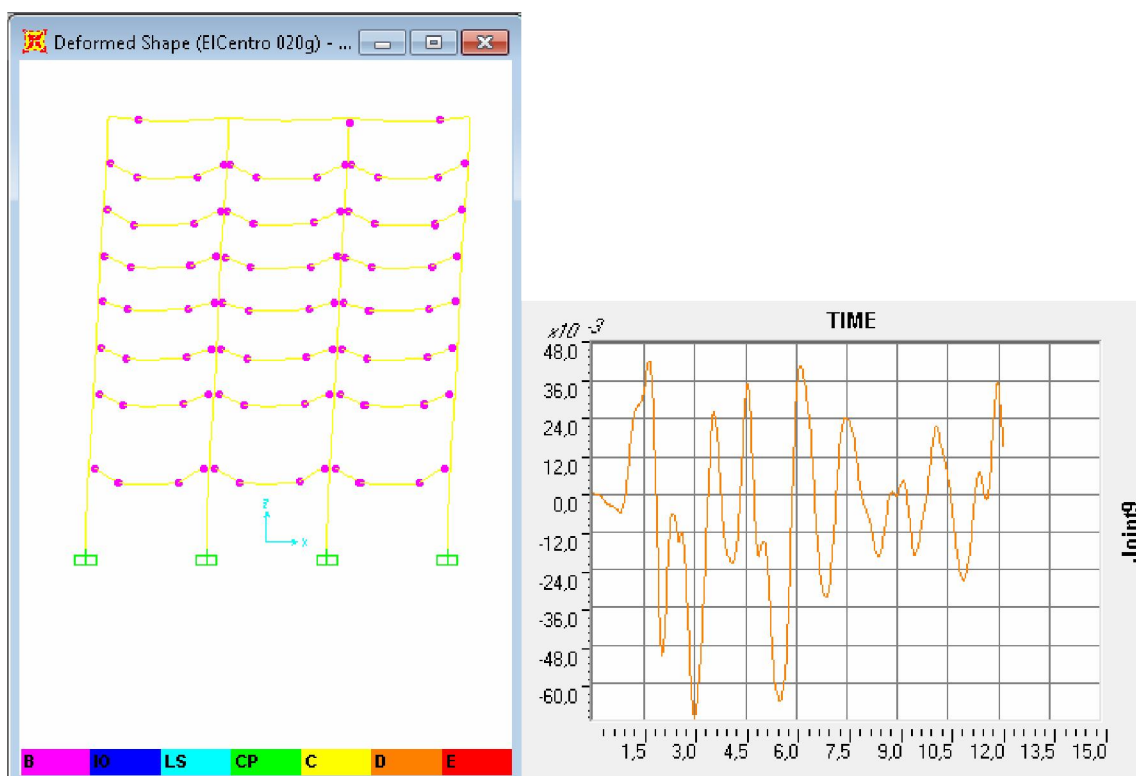 Deformed Shape (ElCentro 020g) - ...
Z
X
B IO LS CP C D E
TIME
x10 -3
48,0
36,0
24,0
12,0
0,0
-12,0
-24,0
-36,0
-48,0
-60,0
1,5 3,0 4,5 6,0 7,5 9,0 10,5 12,0 13,5 15,0
Joint9